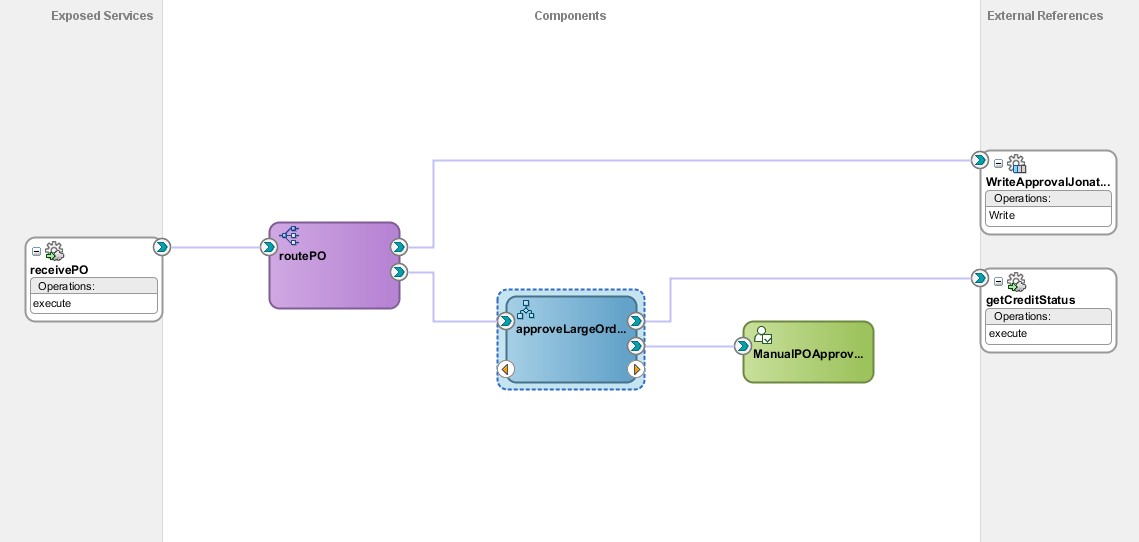 Exposed Services
Components
External References
WriteApprovalJonat...
Operations:
Write
receivePO
Operations:
execute
routePO
getCreditStatus
Operations:
execute
approveLargeOrd...
ManualPOApprov...